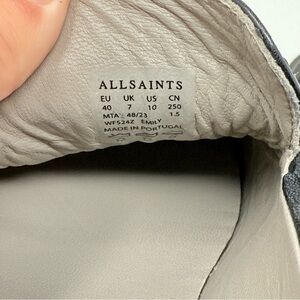 ALLSAINTS
EU UK US CN
40 7 10 250
MTA: 48/23 1.5
WF524Z EMILY
MADE IN PORTUGAL